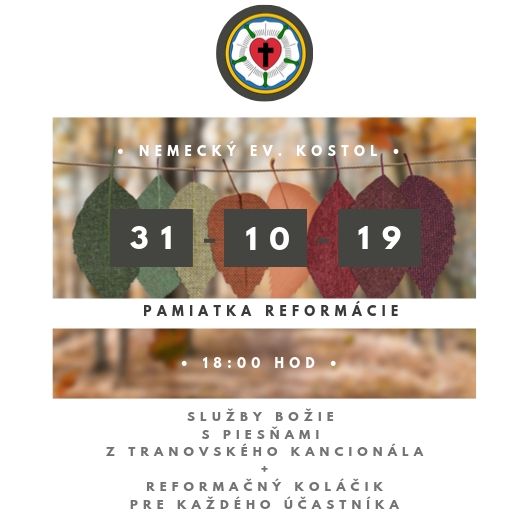 • NEMECKÝ EV. KOSTOL •
31 - 10 - 19
PAMIATKA REFORMÁCIE
• 18:00 HOD •
SLUŽBY BOŽIE
S PIESŇAMI
Z TRANOVSKÉHO KANCIONÁLA
+
REFORMAČNÝ KOLÁČIK
PRE KAŽDÉHO ÚČASTNÍKA